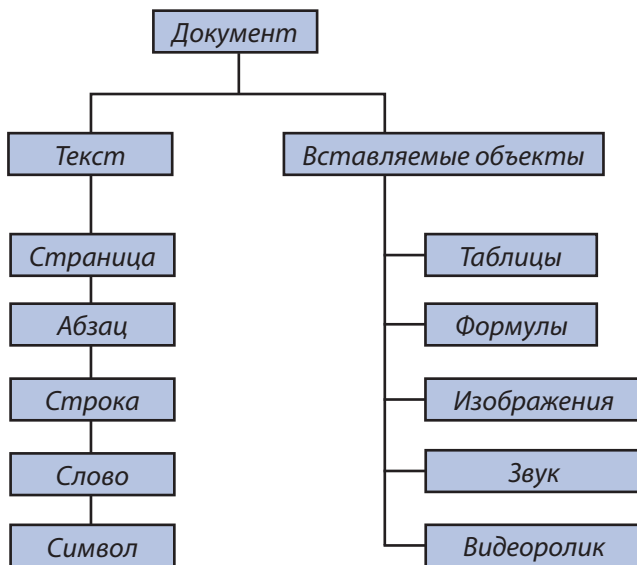 Документ
Текст
Вставляемые объекты
Страница
Абзац
Строка
Слово
Символ
Таблицы
Формулы
Изображения
Звук
Видеоролик